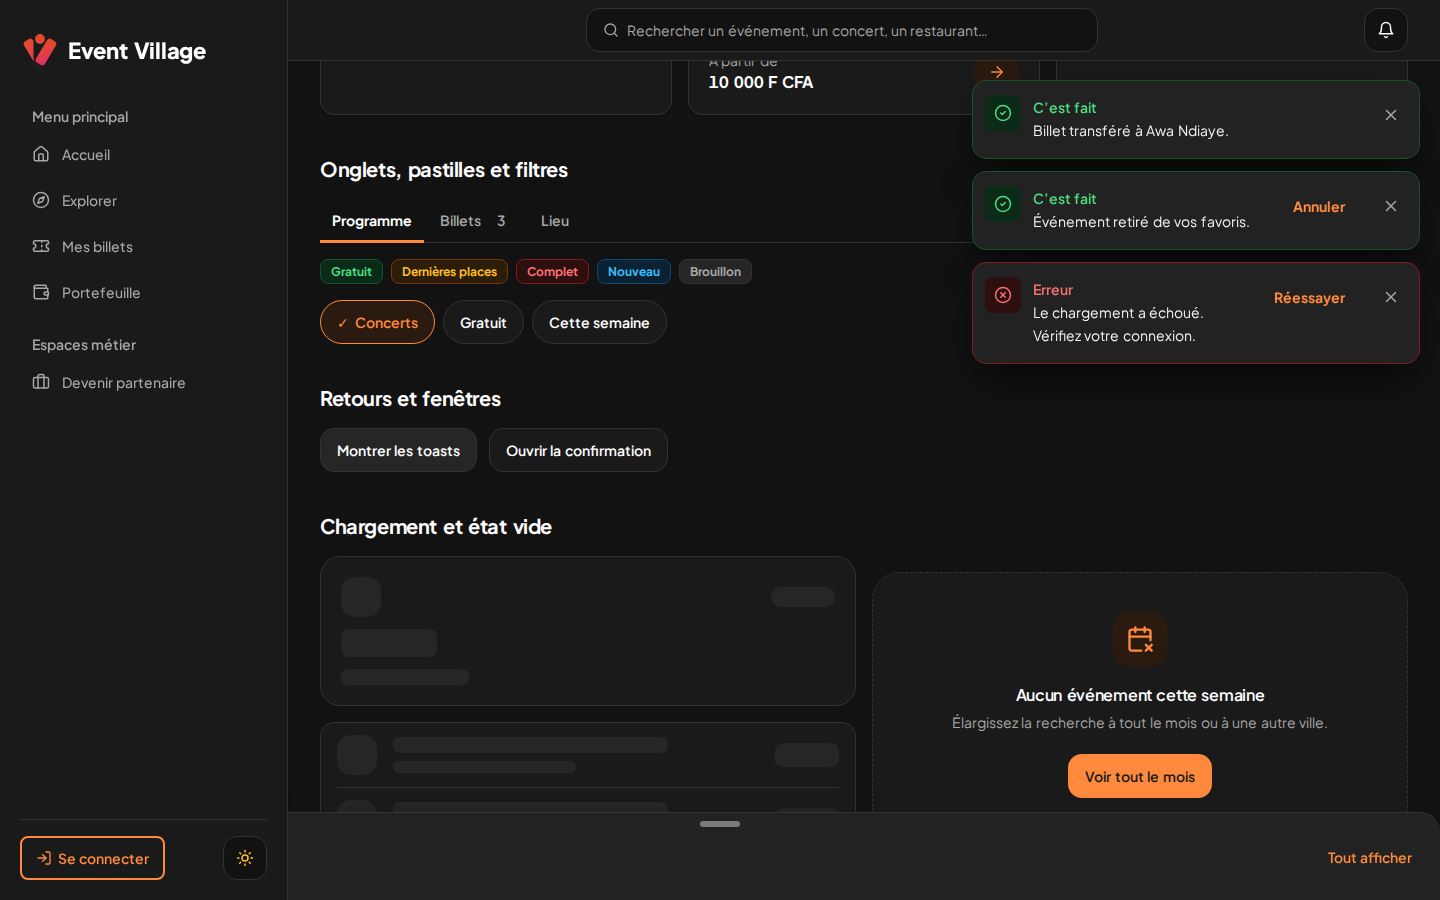 Event Village
Rechercher un événement, un concert, un restaurant…
Menu principal
Accueil
Explorer
Mes billets
Portefeuille
Espaces métier
Devenir partenaire
Se connecter
À partir de
10 000 F CFA
C’est fait
Billet transféré à Awa Ndiaye.
C’est fait
Événement retiré de vos favoris.
Annuler
Erreur
Le chargement a échoué.
Vérifiez votre connexion.
Réessayer
Onglets, pastilles et filtres
Programme Billets 3 Lieu
Gratuit Dernières places Complet Nouveau Brouillon
✓ Concerts Gratuit Cette semaine
Retours et fenêtres
Montrer les toasts Ouvrir la confirmation
Chargement et état vide
Aucun événement cette semaine
Élargissez la recherche à tout le mois ou à une autre ville.
Voir tout le mois
Tout afficher